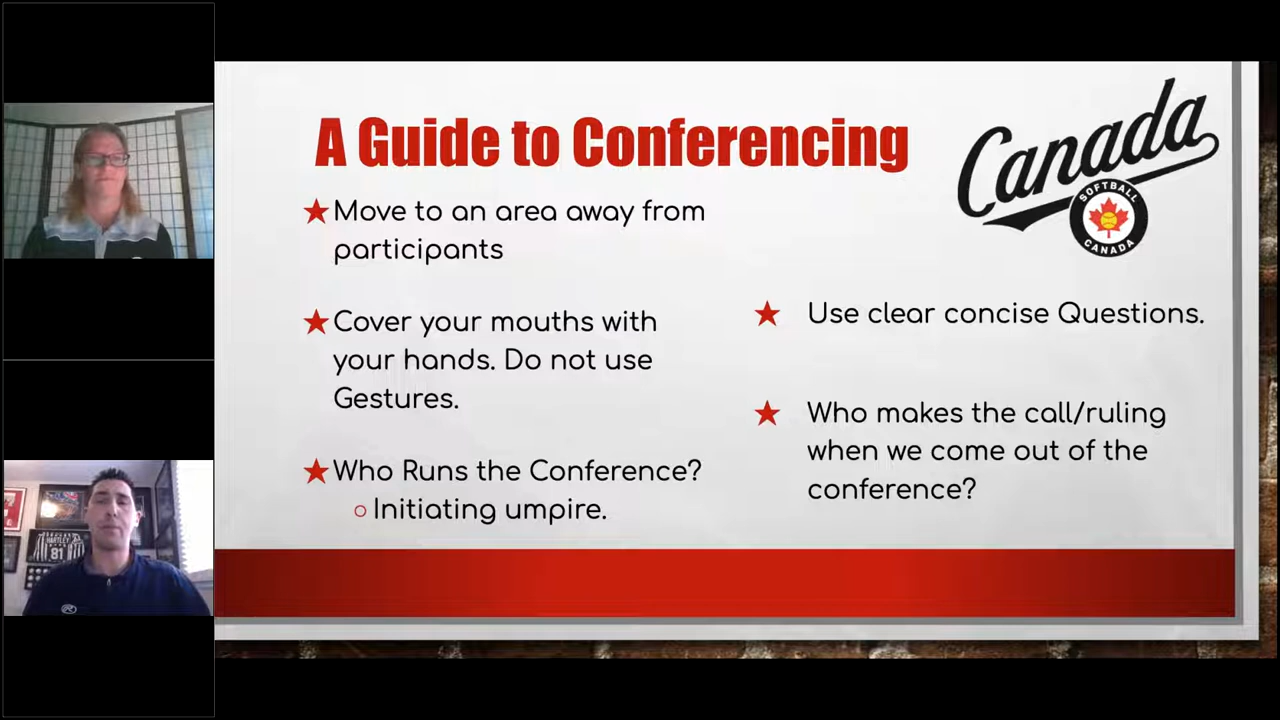 A Guide to Conferencing
Canada
SOFTBALL
CANADA
★Move to an area away from
participants
★Cover your mouths with
your hands. Do not use
Gestures.
★Who Runs the Conference?
○ Initiating umpire.
★ Use clear concise Questions.
★ Who makes the call/ruling
when we come out of the
conference?
HARTLEY
81